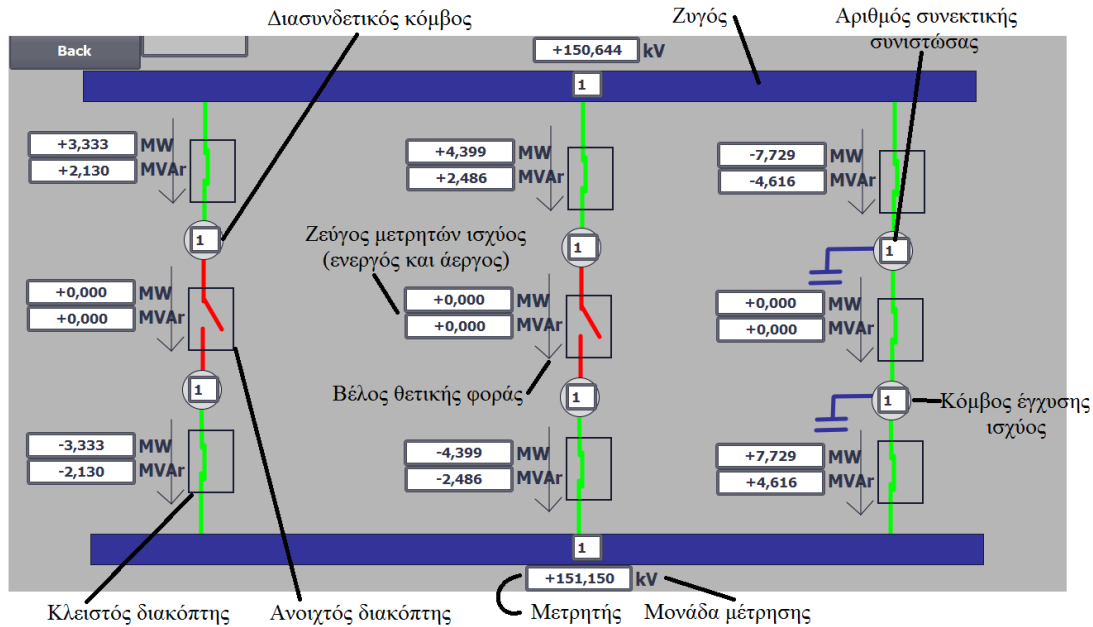 Διασυνδετικός κόμβος
Ζυγός
Αριθμός συνεκτικής
συνιστώσας
Back
+150,644 kV
1
+3,333 MW
+2,130 MVAr
+4,399 MW
+2,486 MVAr
-7,729 MW
-4,616 MVAr
1
Ζεύγος μετρητών ισχύος
(ενεργός και άεργος)
1
1
+0,000 MW
+0,000 MVAr
+0,000 MW
+0,000 MVAr
+0,000 MW
+0,000 MVAr
Βέλος θετικής φοράς
1
1
1
Κόμβος έγχυσης
ισχύος
-3,333 MW
-2,130 MVAr
-4,399 MW
-2,486 MVAr
+7,729 MW
+4,616 MVAr
1
+151,150 kV
Κλειστός διακόπτης
Ανοιχτός διακόπτης
Μετρητής
Μονάδα μέτρησης